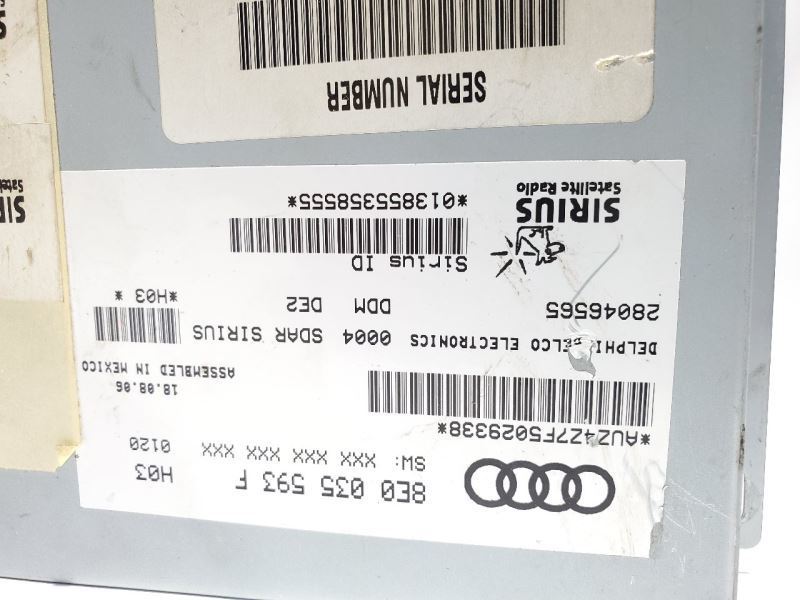 8E0 035 593 F H03
SW: XXX XXX XXX XXX 0120
*AUZ4Z7F5029338*
18.08.06
ASSEMBLED IN MEXICO
DELPHI DELCO ELECTRONICS 0004 SDAR SIRIUS
28046565 DDM DE2 *H03 *
Sirius ID
*013855358555*
SIRIUS
Satellite Radio
SERIAL NUMBER
SIRIUS